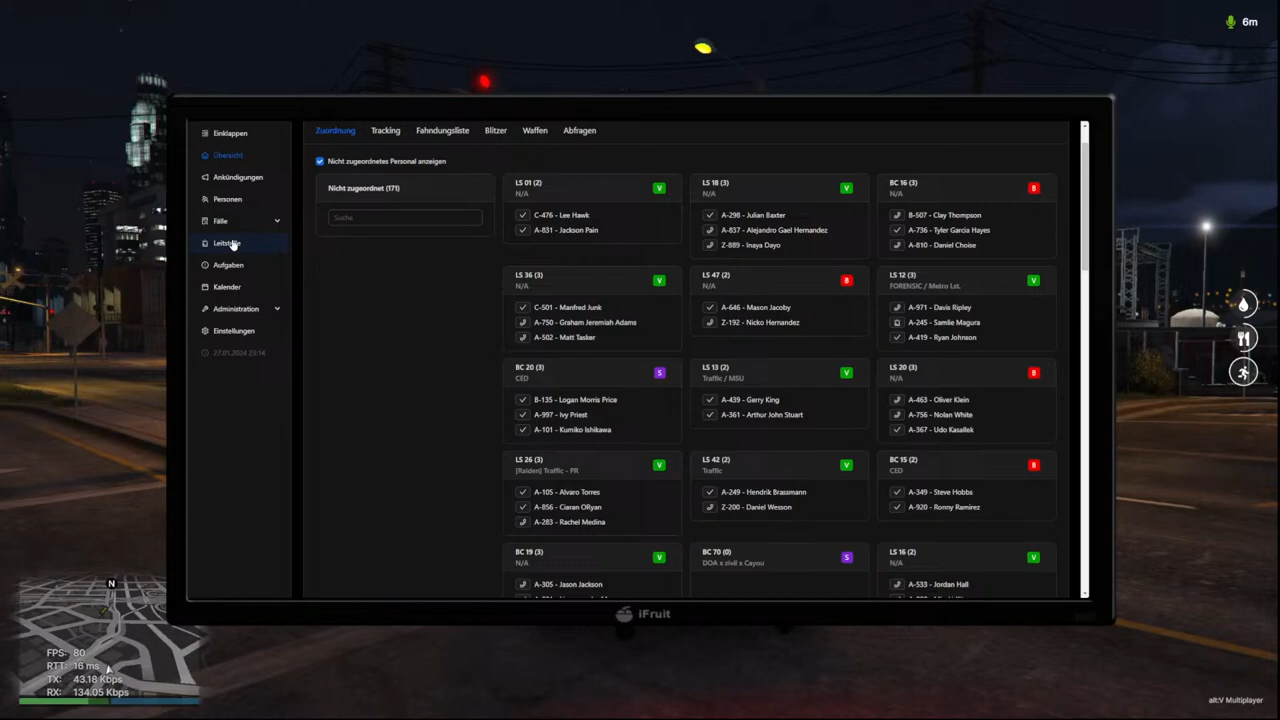 6m
Einklappen
Übersicht
Ankündigungen
Personen
Fälle
Leitstelle
Aufgaben
Kalender
Administration
Einstellungen
27.01.2024 23:14
Zuordnung Tracking Fahndungsliste Blitzer Waffen Abfragen
Nicht zugeordnetes Personal anzeigen
Nicht zugeordnet (171)
Suche
LS 01 (2) V
N/A
C-476 - Lee Hawk
A-831 - Jackson Pain
LS 18 (3) V
N/A
A-298 - Julian Baxter
A-837 - Alejandro Gael Hernandez
Z-889 - Inaya Dayo
BC 16 (3) B
N/A
B-507 - Clay Thompson
A-736 - Tyler Garcia Hayes
A-810 - Daniel Choise
LS 36 (3) V
N/A
C-501 - Manfred Junk
A-750 - Graham Jeremiah Adams
A-502 - Matt Tasker
LS 47 (2) B
N/A
A-646 - Mason Jacoby
Z-192 - Nicko Hernandez
LS 12 (3) V
FORENSIC / Metro Lst.
A-971 - Davis Ripley
A-245 - Samlie Magura
A-419 - Ryan Johnson
BC 20 (3) S
CED
B-135 - Logan Morris Price
A-997 - Ivy Priest
A-101 - Kumiko Ishikawa
LS 13 (2) V
Traffic / MSU
A-439 - Gerry King
A-361 - Arthur John Stuart
LS 20 (3) B
N/A
A-463 - Oliver Klein
A-756 - Nolan White
A-367 - Udo Kasallek
LS 26 (3) V
[Raiden] Traffic - PR
A-105 - Alvaro Torres
A-856 - Ciaran ORyan
A-283 - Rachel Medina
LS 42 (2) V
Traffic
A-249 - Hendrik Brassmann
Z-200 - Daniel Wesson
BC 15 (2) B
CED
A-349 - Steve Hobbs
A-920 - Ronny Ramirez
BC 19 (3) V
N/A
A-305 - Jason Jackson
BC 70 (0) S
DOA x zivil x Cayou
LS 16 (2) V
N/A
A-533 - Jordan Hall
iFruit
N
FPS: 80
RTT: 16 ms
TX: 43.18 Kbps
RX: 134.05 Kbps
alt:V Multiplayer